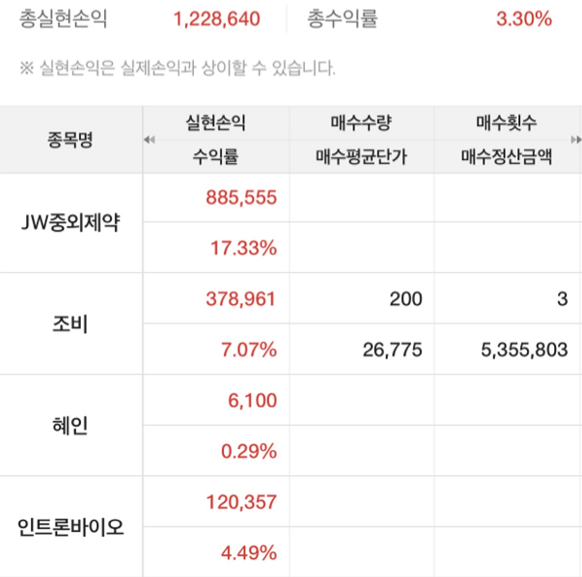 총실현손익 1,228,640 총수익률 3.30%
※ 실현손익은 실제손익과 상이할 수 있습니다.
종목명 실현손익 매수수량 매수횟수
수익률 매수평균단가 매수정산금액
JW중외제약 885,555
17.33%
조비 378,961 200 3
7.07% 26,775 5,355,803
혜인 6,100
0.29%
인트론바이오 120,357
4.49%